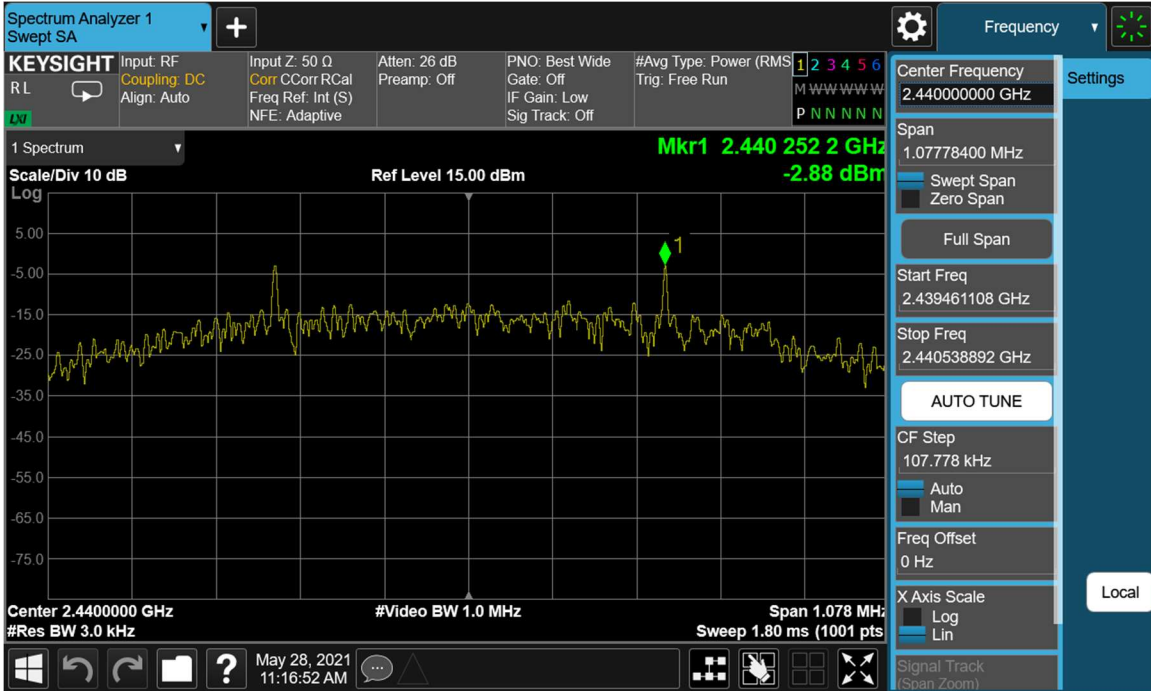 Spectrum Analyzer 1
Swept SA
Frequency
KEYSIGHT
RL
LXI
Input: RF
Coupling: DC
Align: Auto
Input Z: 50 Ω
Corr CCorr RCal
Freq Ref: Int (S)
NFE: Adaptive
Atten: 26 dB
Preamp: Off
PNO: Best Wide
Gate: Off
IF Gain: Low
Sig Track: Off
#Avg Type: Power (RMS
Trig: Free Run
1 2 3 4 5 6
M W W W W W
P N N N N N
1 Spectrum
Mkr1 2.440 252 2 GHz
-2.88 dBm
Scale/Div 10 dB
Ref Level 15.00 dBm
Log
5.00
-5.00
-15.0
-25.0
-35.0
-45.0
-55.0
-65.0
-75.0
1
Center 2.4400000 GHz
#Video BW 1.0 MHz
Span 1.078 MHz
#Res BW 3.0 kHz
Sweep 1.80 ms (1001 pts
Center Frequency
2.440000000 GHz
Settings
Span
1.07778400 MHz
Swept Span
Zero Span
Full Span
Start Freq
2.439461108 GHz
Stop Freq
2.440538892 GHz
AUTO TUNE
CF Step
107.778 kHz
Auto
Man
Freq Offset
0 Hz
X Axis Scale
Log
Lin
Local
Signal Track
(Span Zoom)
?
May 28, 2021
11:16:52 AM